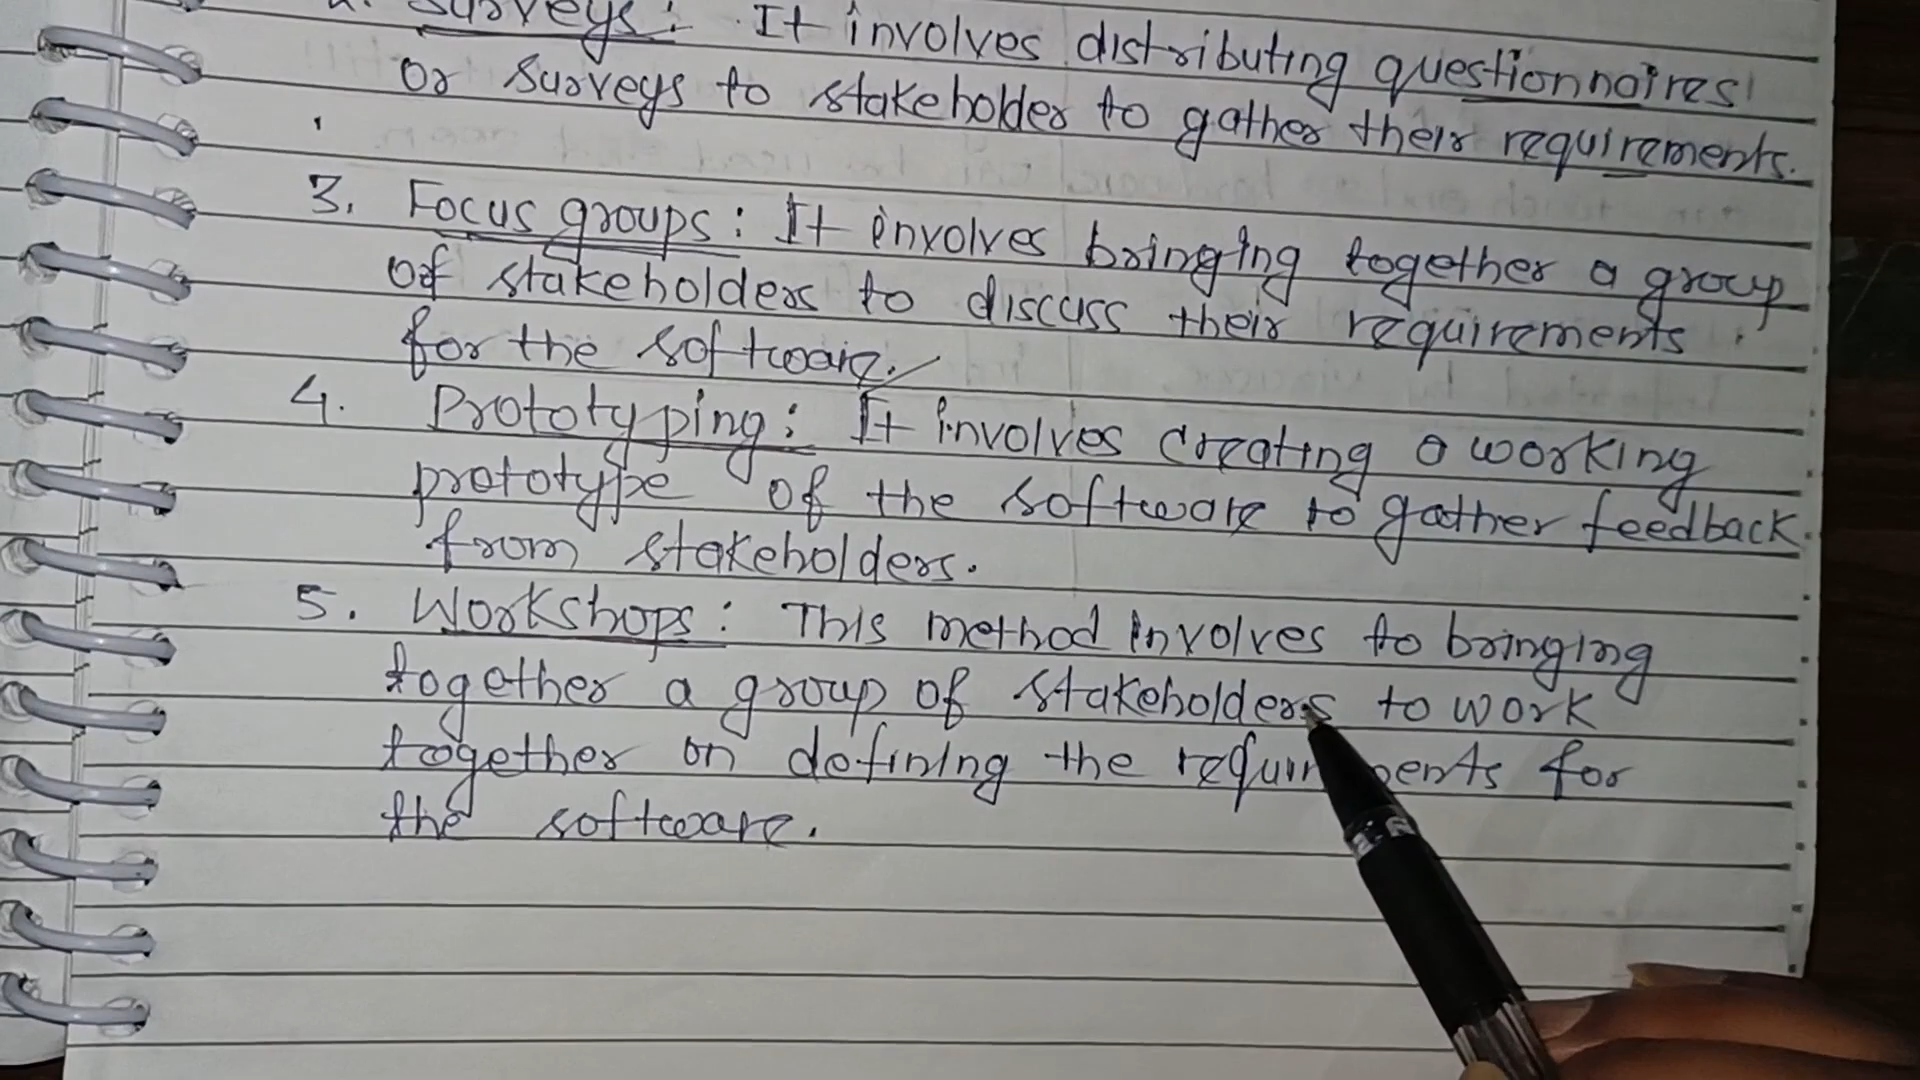 2. Surveys: It involves distributing questionnaires
or surveys to stakeholder to gather their requirements.
3. Focus groups: It involves bringing together a group
of stakeholders to discuss their requirements
for the software.
4. Prototyping: It involves creating a working
prototype of the software to gather feedback
from stakeholders.
5. Workshops: This method involves to bringing
together a group of stakeholders to work
together on defining the requirements for
the software.